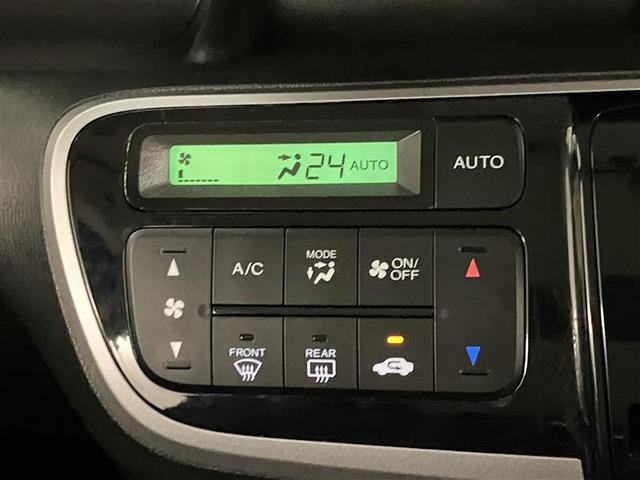 24 AUTO
AUTO
A/C
MODE
ON/
OFF
FRONT
REAR